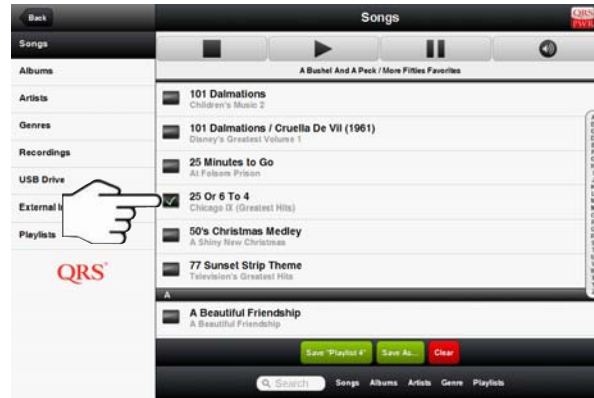 Back
Songs
QRS
PWR
Songs
Albums
Artists
Genres
Recordings
USB Drive
External
Playlists
QRS
A Bushel And A Peck / More Fifties Favorites
101 Dalmations
Children's Music 2
101 Dalmations / Cruella De Vil (1961)
Disney's Greatest Volume 1
25 Minutes to Go
At Folsom Prison
25 Or 6 To 4
Chicago IX (Greatest Hits)
50's Christmas Medley
A Shiny New Christmas
77 Sunset Strip Theme
Television's Greatest Hits
A
A Beautiful Friendship
A Beautiful Friendship
Save "Playlist 4"
Save As...
Clear
Search
Songs Albums Artists Genre Playlists